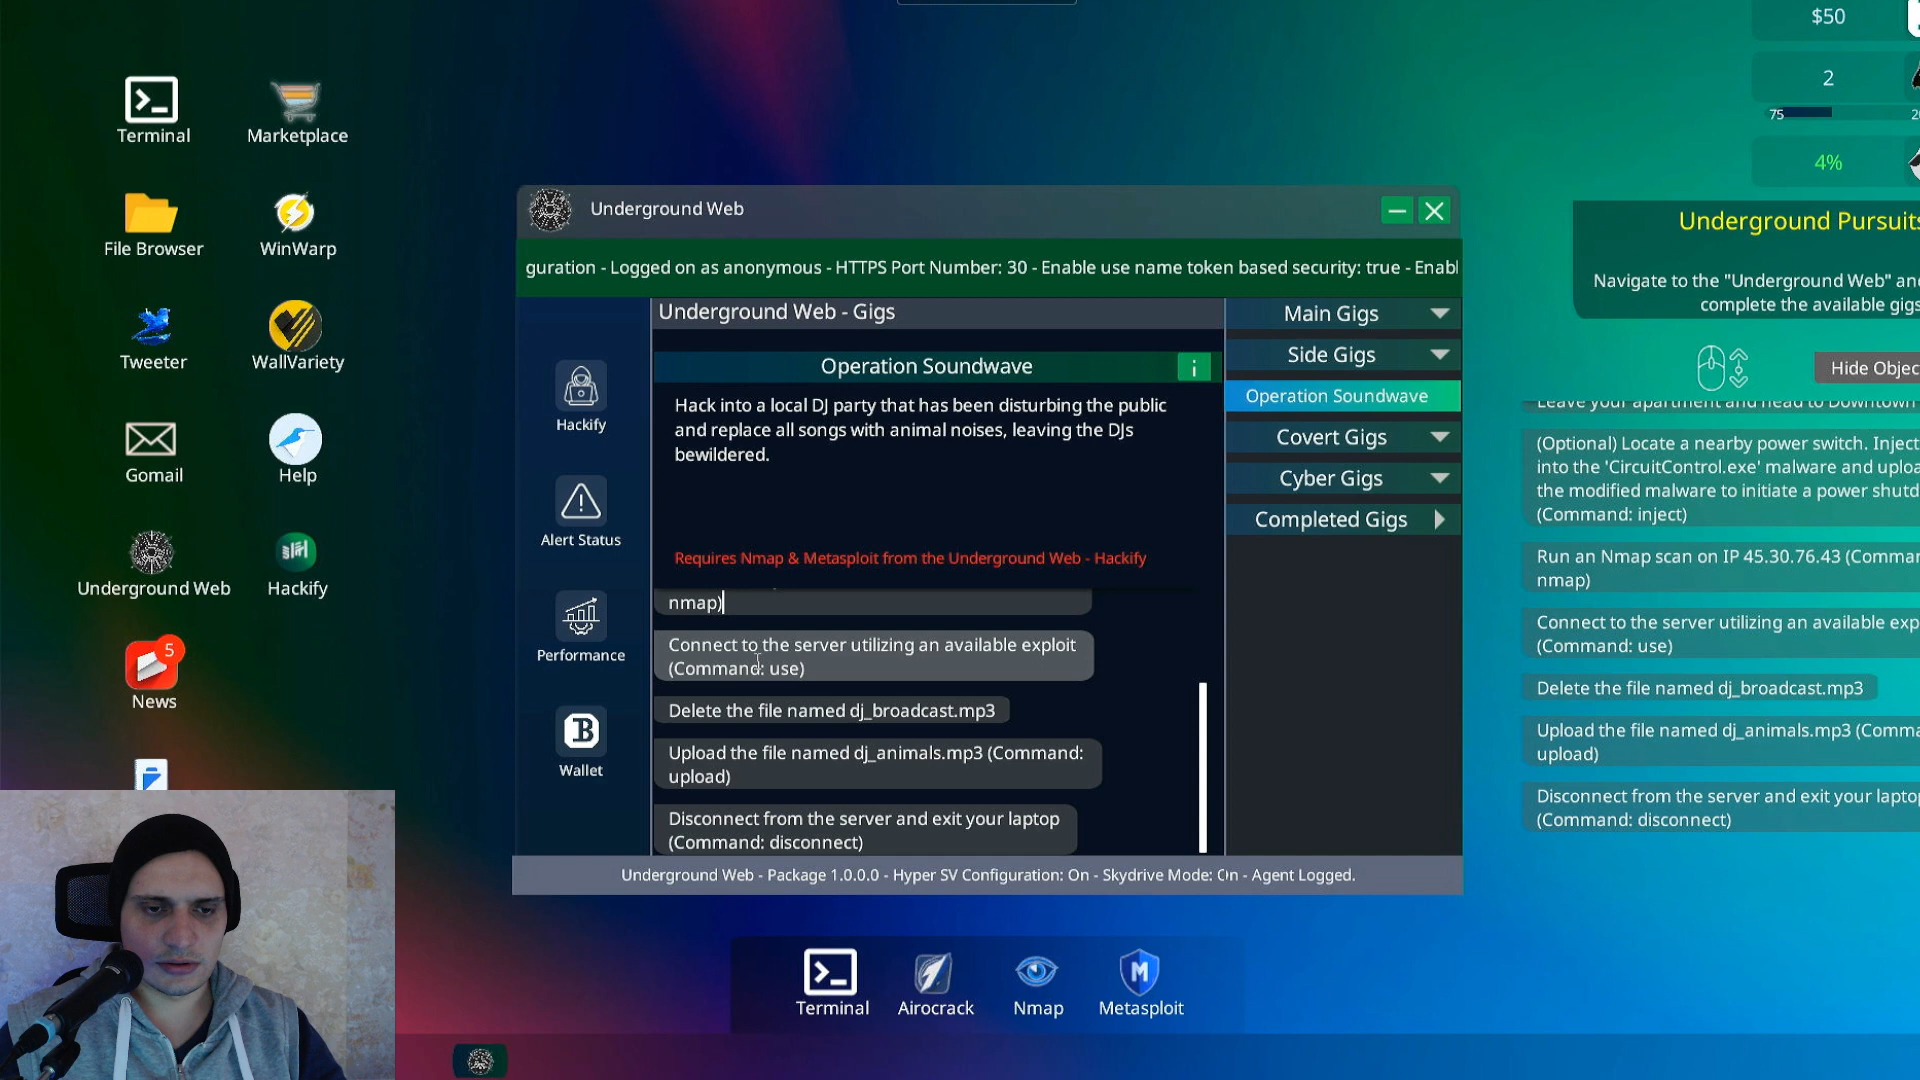 Terminal
Marketplace
File Browser
WinWarp
Tweeter
WallVariety
Gomail
Help
Underground Web
Hackify
5
News
Underground Web
guration - Logged on as anonymous - HTTPS Port Number: 30 - Enable use name token based security: true - Enabl
Hackify
Alert Status
Performance
B
Wallet
Underground Web - Gigs
Operation Soundwave
i
Hack into a local DJ party that has been disturbing the public
and replace all songs with animal noises, leaving the DJs
bewildered.
Requires Nmap & Metasploit from the Underground Web - Hackify
nmap)
Connect to the server utilizing an available exploit
(Command: use)
Delete the file named dj_broadcast.mp3
Upload the file named dj_animals.mp3 (Command:
upload)
Disconnect from the server and exit your laptop
(Command: disconnect)
Main Gigs
Side Gigs
Operation Soundwave
Covert Gigs
Cyber Gigs
Completed Gigs
Underground Web - Package 1.0.0.0 - Hyper SV Configuration: On - Skydrive Mode: On - Agent Logged.
Terminal
Airocrack
Nmap
M
Metasploit
$50
2
75
4%
Underground Pursuits
Navigate to the "Underground Web" and
complete the available gigs
Hide Objec
Leave your apartment and head to Downtown
(Optional) Locate a nearby power switch. Inject
into the 'CircuitControl.exe' malware and uploa
the modified malware to initiate a power shutd
(Command: inject)
Run an Nmap scan on IP 45.30.76.43 (Comman
nmap)
Connect to the server utilizing an available exp
(Command: use)
Delete the file named dj_broadcast.mp3
Upload the file named dj_animals.mp3 (Comma
upload)
Disconnect from the server and exit your laptop
(Command: disconnect)